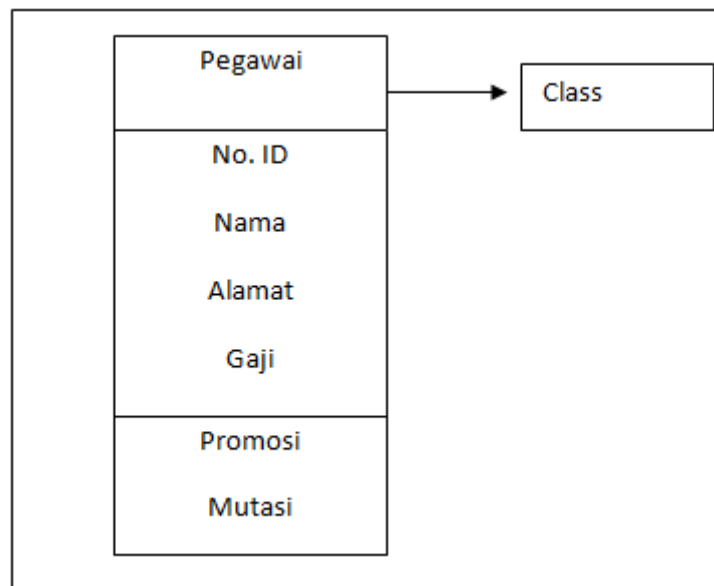 Pegawai
Class
No. ID
Nama
Alamat
Gaji
Promosi
Mutasi